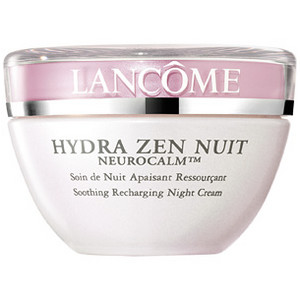 LANCÔME
HYDRA ZEN NUIT
NEUROCALM™
Soin de Nuit Apaisant Ressourçant
Soothing Recharging Night Cream